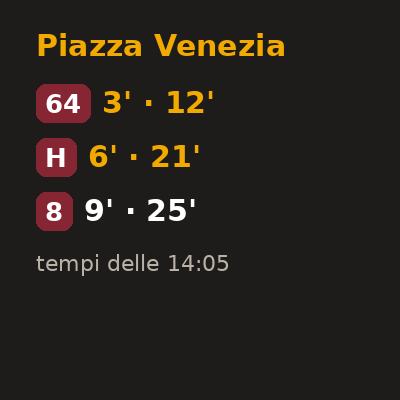 Piazza Venezia
64 3' · 12'
H 6' · 21'
8 9' · 25'
tempi delle 14:05